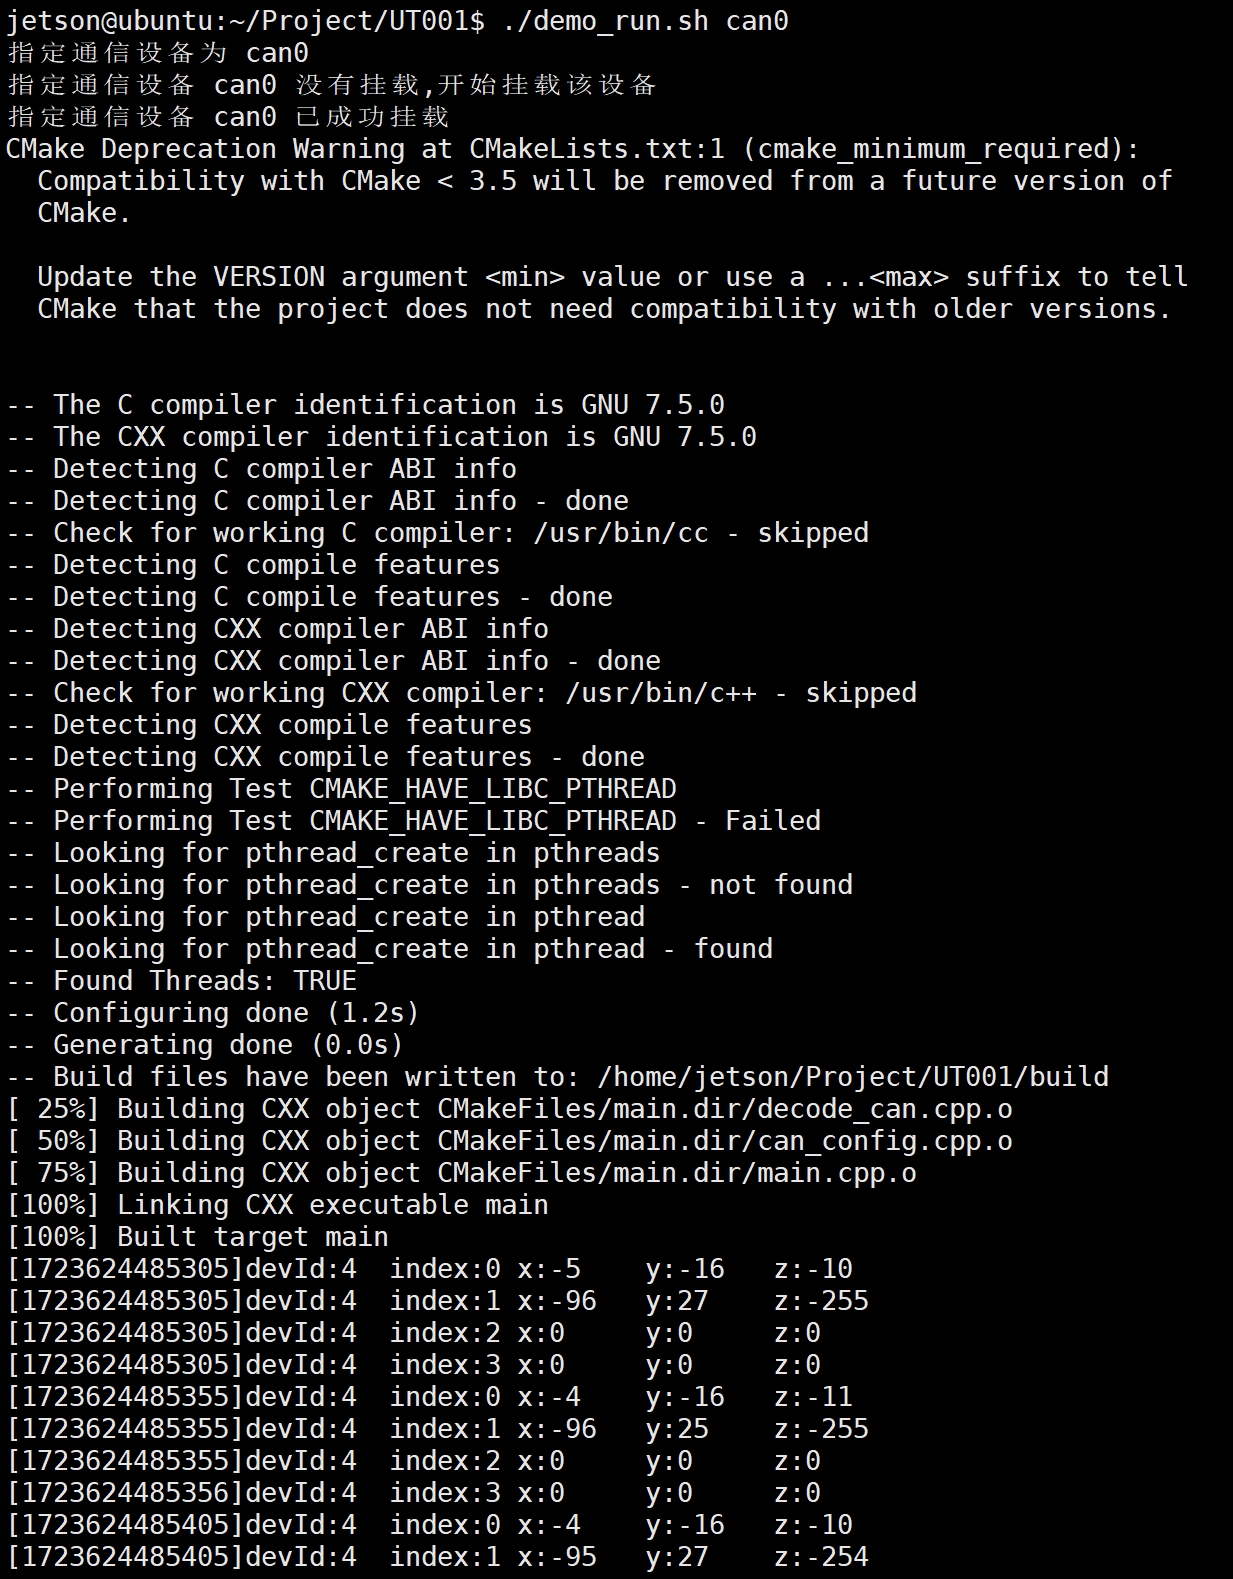 jetson@ubuntu:~/Project/UT001$ ./demo_run.sh can0
指定通信设备为 can0
指定通信设备 can0 没有挂载,开始挂载该设备
指定通信设备 can0 已成功挂载
CMake Deprecation Warning at CMakeLists.txt:1 (cmake_minimum_required):
  Compatibility with CMake < 3.5 will be removed from a future version of
  CMake.

  Update the VERSION argument <min> value or use a ...<max> suffix to tell
  CMake that the project does not need compatibility with older versions.


-- The C compiler identification is GNU 7.5.0
-- The CXX compiler identification is GNU 7.5.0
-- Detecting C compiler ABI info
-- Detecting C compiler ABI info - done
-- Check for working C compiler: /usr/bin/cc - skipped
-- Detecting C compile features
-- Detecting C compile features - done
-- Detecting CXX compiler ABI info
-- Detecting CXX compiler ABI info - done
-- Check for working CXX compiler: /usr/bin/c++ - skipped
-- Detecting CXX compile features
-- Detecting CXX compile features - done
-- Performing Test CMAKE_HAVE_LIBC_PTHREAD
-- Performing Test CMAKE_HAVE_LIBC_PTHREAD - Failed
-- Looking for pthread_create in pthreads
-- Looking for pthread_create in pthreads - not found
-- Looking for pthread_create in pthread
-- Looking for pthread_create in pthread - found
-- Found Threads: TRUE
-- Configuring done (1.2s)
-- Generating done (0.0s)
-- Build files have been written to: /home/jetson/Project/UT001/build
[ 25%] Building CXX object CMakeFiles/main.dir/decode_can.cpp.o
[ 50%] Building CXX object CMakeFiles/main.dir/can_config.cpp.o
[ 75%] Building CXX object CMakeFiles/main.dir/main.cpp.o
[100%] Linking CXX executable main
[100%] Built target main
[1723624485305]devId:4  index:0 x:-5    y:-16   z:-10
[1723624485305]devId:4  index:1 x:-96   y:27    z:-255
[1723624485305]devId:4  index:2 x:0     y:0     z:0
[1723624485305]devId:4  index:3 x:0     y:0     z:0
[1723624485355]devId:4  index:0 x:-4    y:-16   z:-11
[1723624485355]devId:4  index:1 x:-96   y:25    z:-255
[1723624485355]devId:4  index:2 x:0     y:0     z:0
[1723624485356]devId:4  index:3 x:0     y:0     z:0
[1723624485405]devId:4  index:0 x:-4    y:-16   z:-10
[1723624485405]devId:4  index:1 x:-95   y:27    z:-254